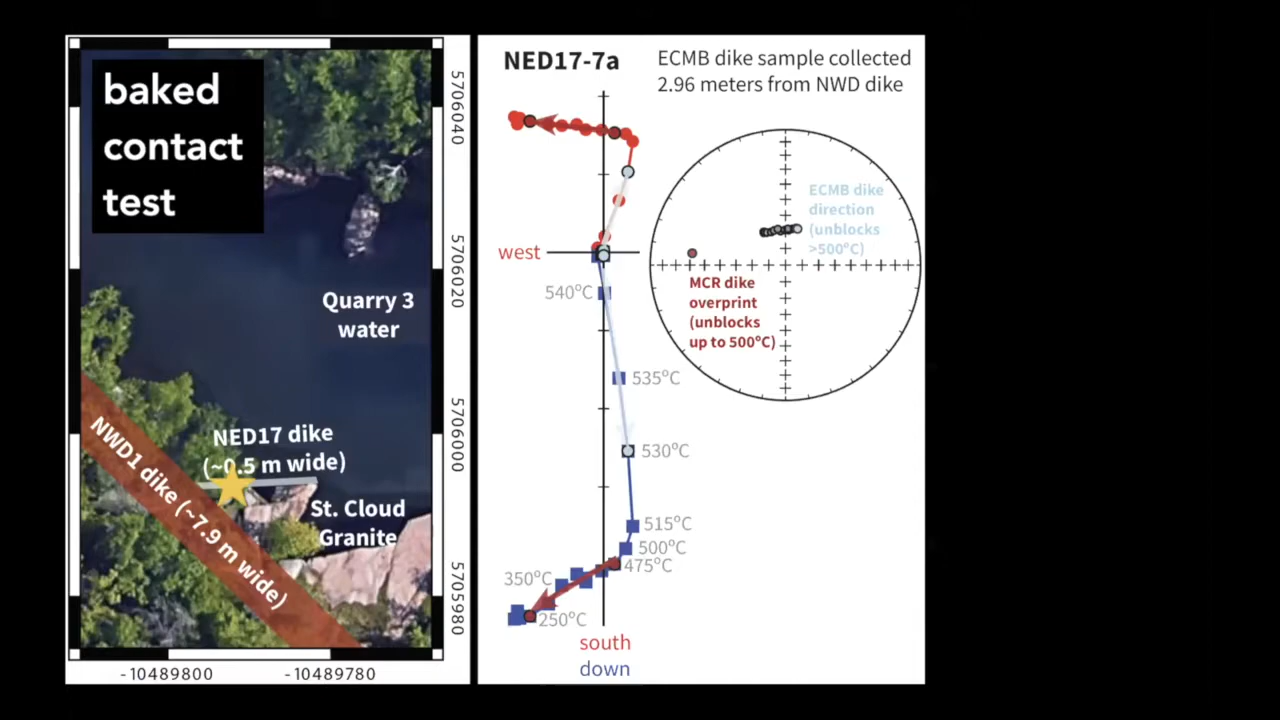 baked
contact
test
Quarry 3
water
NED17 dike
(~0.5 m wide)
NWD1 dike (~7.9 m wide)
St. Cloud
Granite
5706040
5706020
5706000
5705980
-10489800
-10489780
NED17-7a
ECMB dike sample collected
2.96 meters from NWD dike
west
540°C
535°C
530°C
515°C
500°C
475°C
350°C
250°C
south
down
ECMB dike
direction
(unblocks
>500°C)
MCR dike
overprint
(unblocks
up to 500°C)